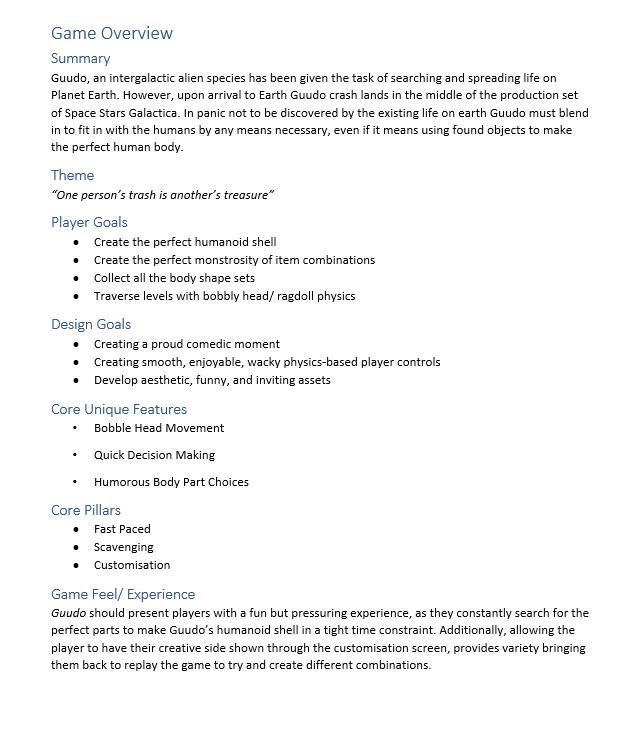 Game Overview
Summary
Guudo, an intergalactic alien species has been given the task of searching and spreading life on
Planet Earth. However, upon arrival to Earth Guudo crash lands in the middle of the production set
of Space Stars Galactica. In panic not to be discovered by the existing life on earth Guudo must blend
in to fit in with the humans by any means necessary, even if it means using found objects to make
the perfect human body.
Theme
“One person’s trash is another’s treasure”
Player Goals
• Create the perfect humanoid shell
• Create the perfect monstrosity of item combinations
• Collect all the body shape sets
• Traverse levels with bobbly head/ ragdoll physics
Design Goals
• Creating a proud comedic moment
• Creating smooth, enjoyable, wacky physics-based player controls
• Develop aesthetic, funny, and inviting assets
Core Unique Features
• Bobble Head Movement
• Quick Decision Making
• Humorous Body Part Choices
Core Pillars
• Fast Paced
• Scavenging
• Customisation
Game Feel/ Experience
Guudo should present players with a fun but pressuring experience, as they constantly search for the
perfect parts to make Guudo’s humanoid shell in a tight time constraint. Additionally, allowing the
player to have their creative side shown through the customisation screen, provides variety bringing
them back to replay the game to try and create different combinations.